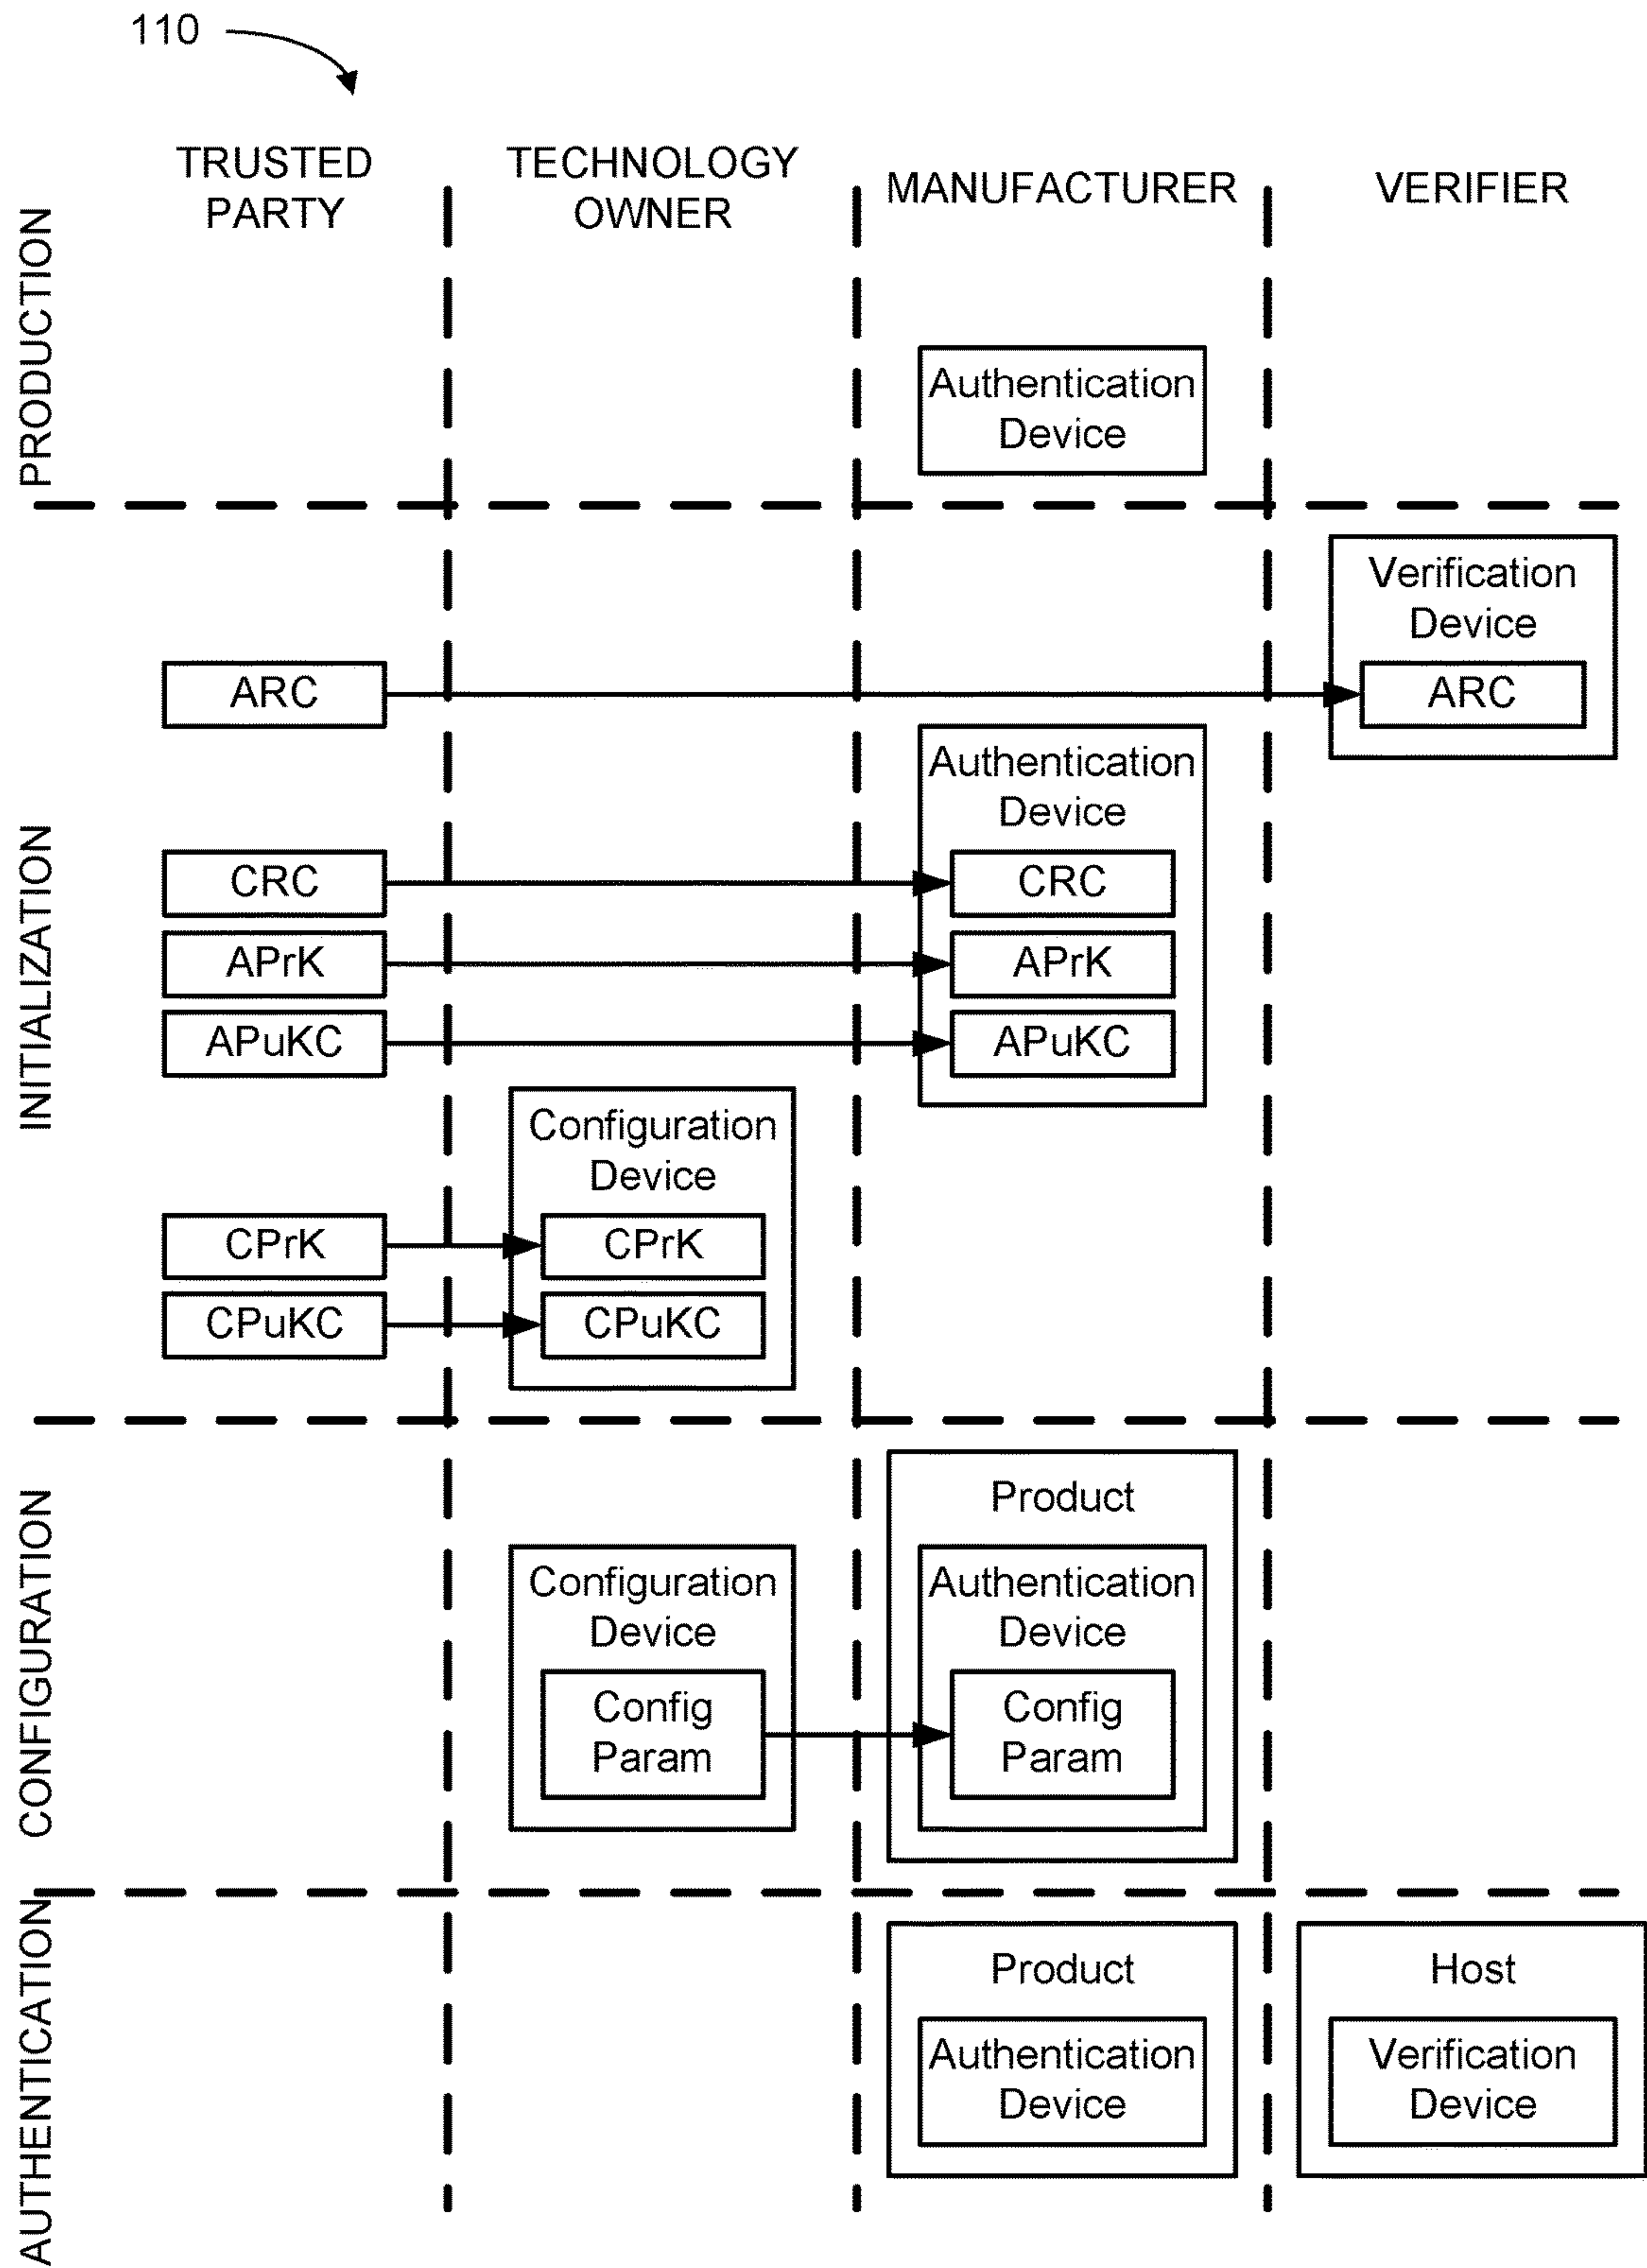 110
TRUSTED
PARTY
TECHNOLOGY
OWNER
MANUFACTURER
VERIFIER
PRODUCTION
Authentication
Device
INITIALIZATION
Verification
Device
ARC
ARC
Authentication
Device
CRC
CRC
APrK
APrK
APuKC
APuKC
Configuration
Device
CPrK
CPrK
CPuKC
CPuKC
CONFIGURATION
Configuration
Device
Config
Param
Product
Authentication
Device
Config
Param
AUTHENTICATION
Product
Authentication
Device
Host
Verification
Device